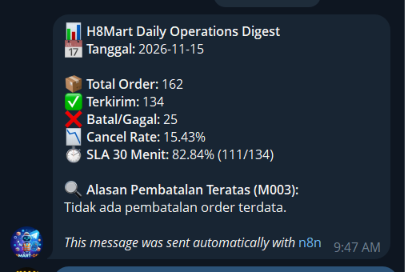 H8Mart Daily Operations Digest
Tanggal: 2026-11-15
Total Order: 162
Terkirim: 134
Batal/Gagal: 25
Cancel Rate: 15.43%
SLA 30 Menit: 82.84% (111/134)
Alasan Pembatalan Teratas (M003):
Tidak ada pembatalan order terdata.
This message was sent automatically with n8n
9:47 AM